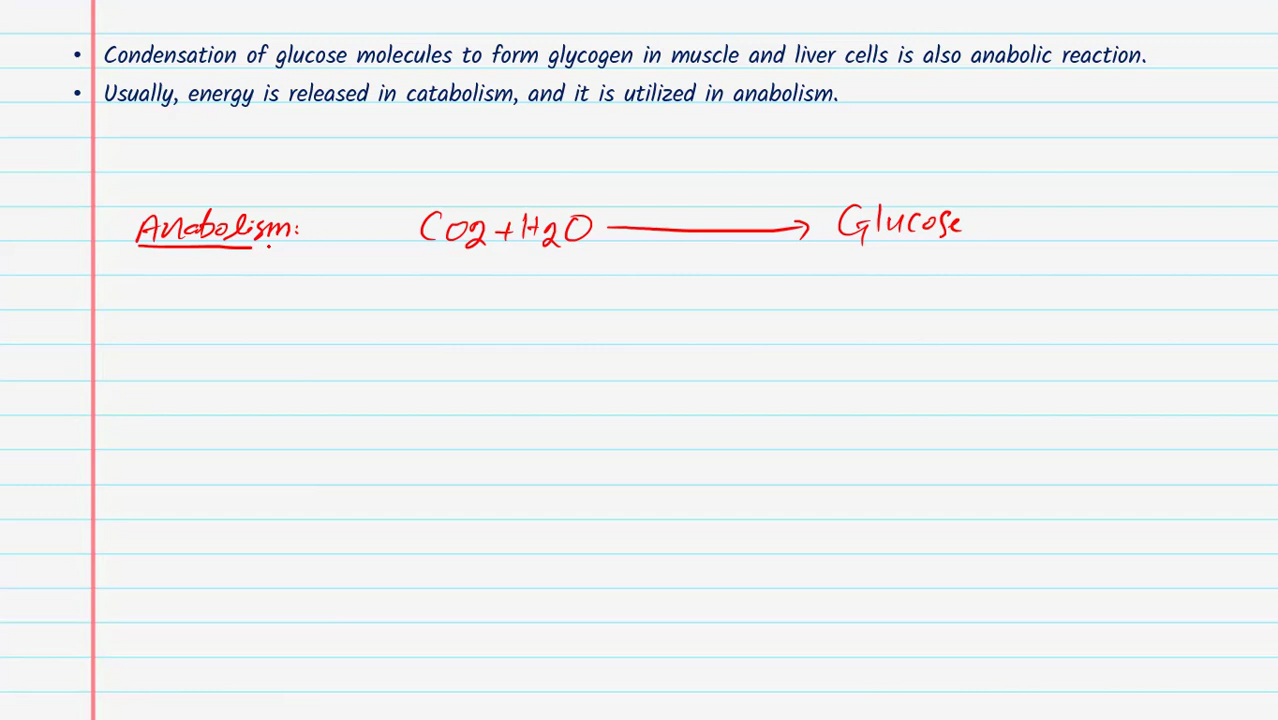 • Condensation of glucose molecules to form glycogen in muscle and liver cells is also anabolic reaction.
• Usually, energy is released in catabolism, and it is utilized in anabolism.
Anabolism: CO2+H2O ⟶ Glucose